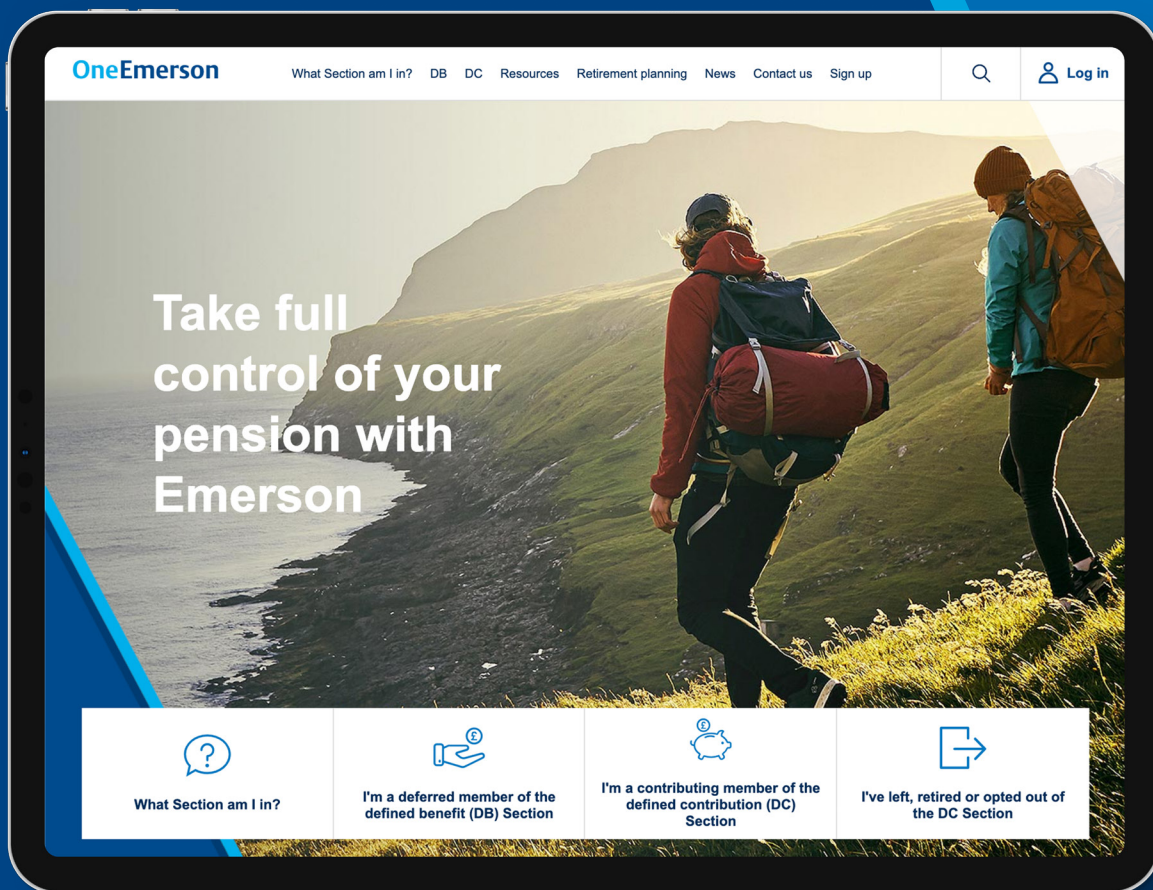 OneEmerson
What Section am I in? DB DC Resources Retirement planning News Contact us Sign up
Log in
Take full
control of your
pension with
Emerson
£
£
?
What Section am I in?
I'm a deferred member of the
defined benefit (DB) Section
I'm a contributing member of the
defined contribution (DC)
Section
I've left, retired or opted out of
the DC Section